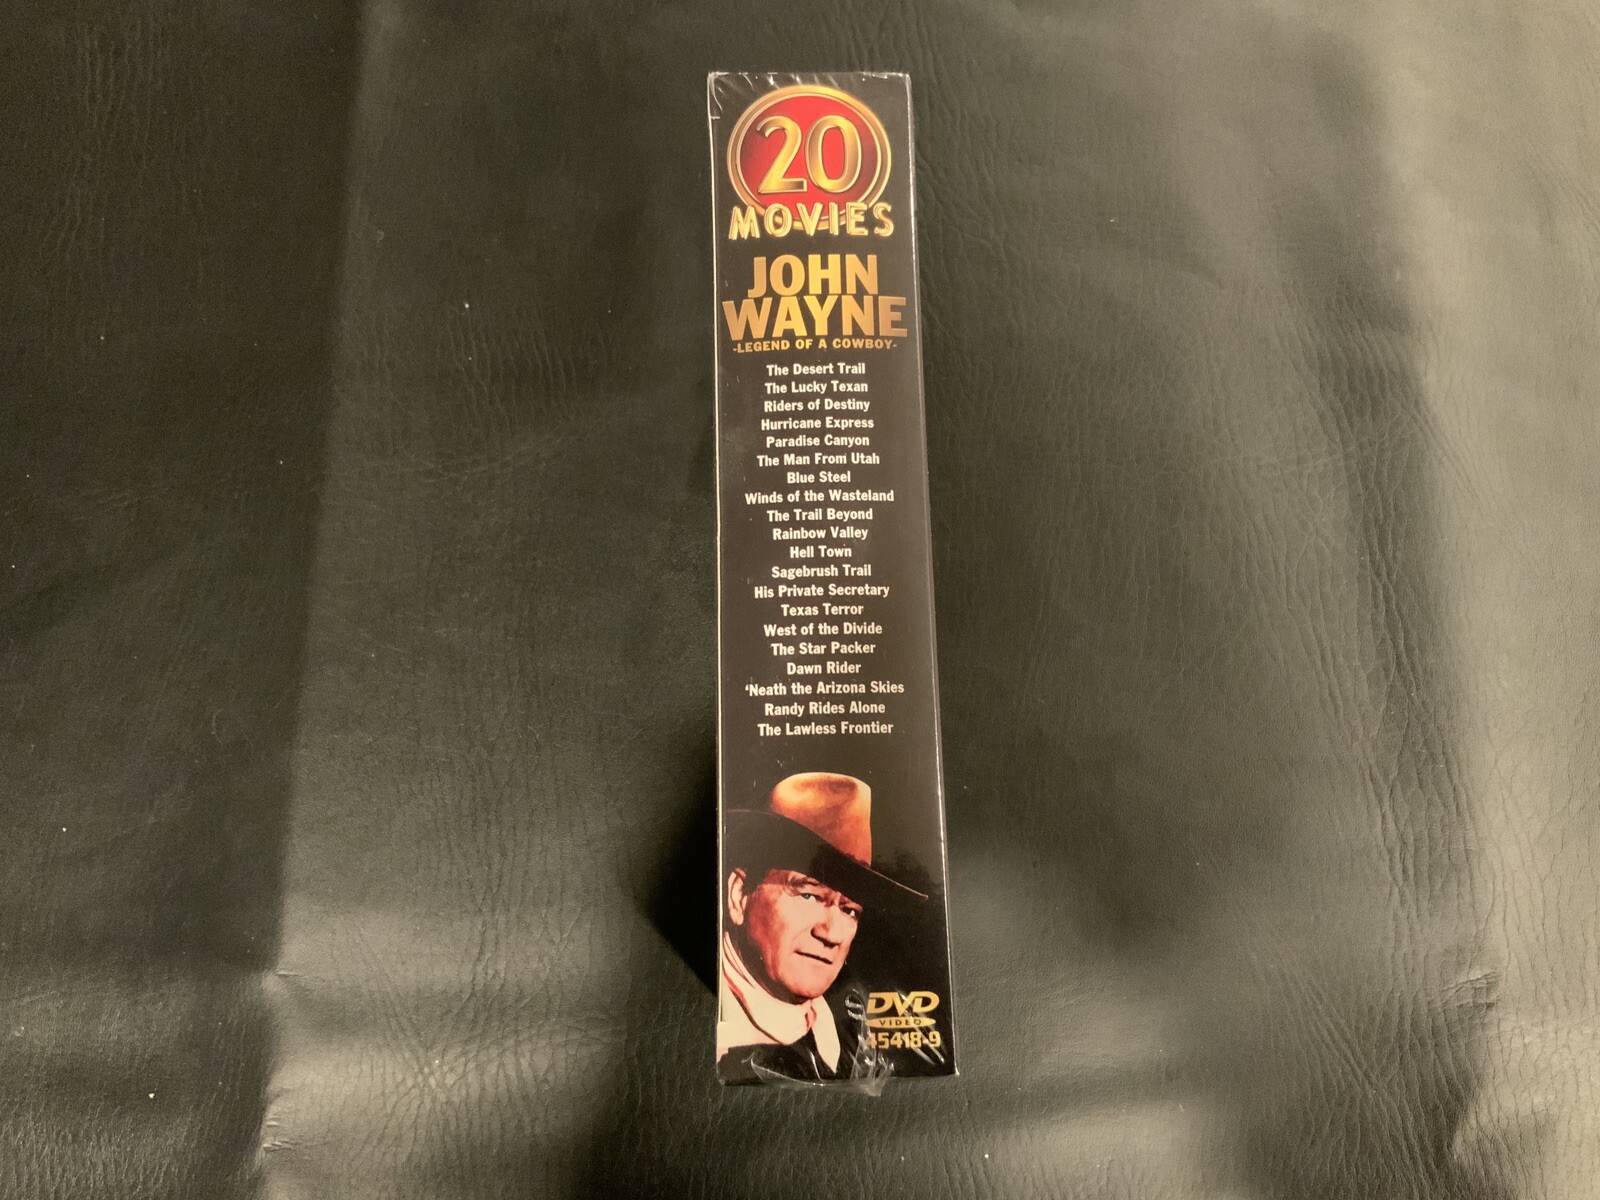 20
MOVIES
JOHN
WAYNE
-LEGEND OF A COWBOY-
The Desert Trail
The Lucky Texan
Riders of Destiny
Hurricane Express
Paradise Canyon
The Man From Utah
Blue Steel
Winds of the Wasteland
The Trail Beyond
Rainbow Valley
Hell Town
Sagebrush Trail
His Private Secretary
Texas Terror
West of the Divide
The Star Packer
Dawn Rider
'Neath the Arizona Skies
Randy Rides Alone
The Lawless Frontier
DVD
VIDEO
45418-9